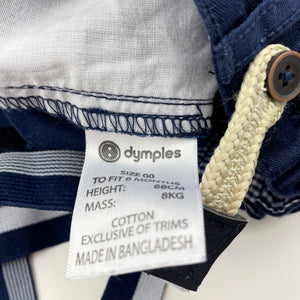 dymples
SIZE 00
TO FIT 6 MONTHS
HEIGHT: 68CM
MASS: 8KG
COTTON
EXCLUSIVE OF TRIMS
MADE IN BANGLADESH